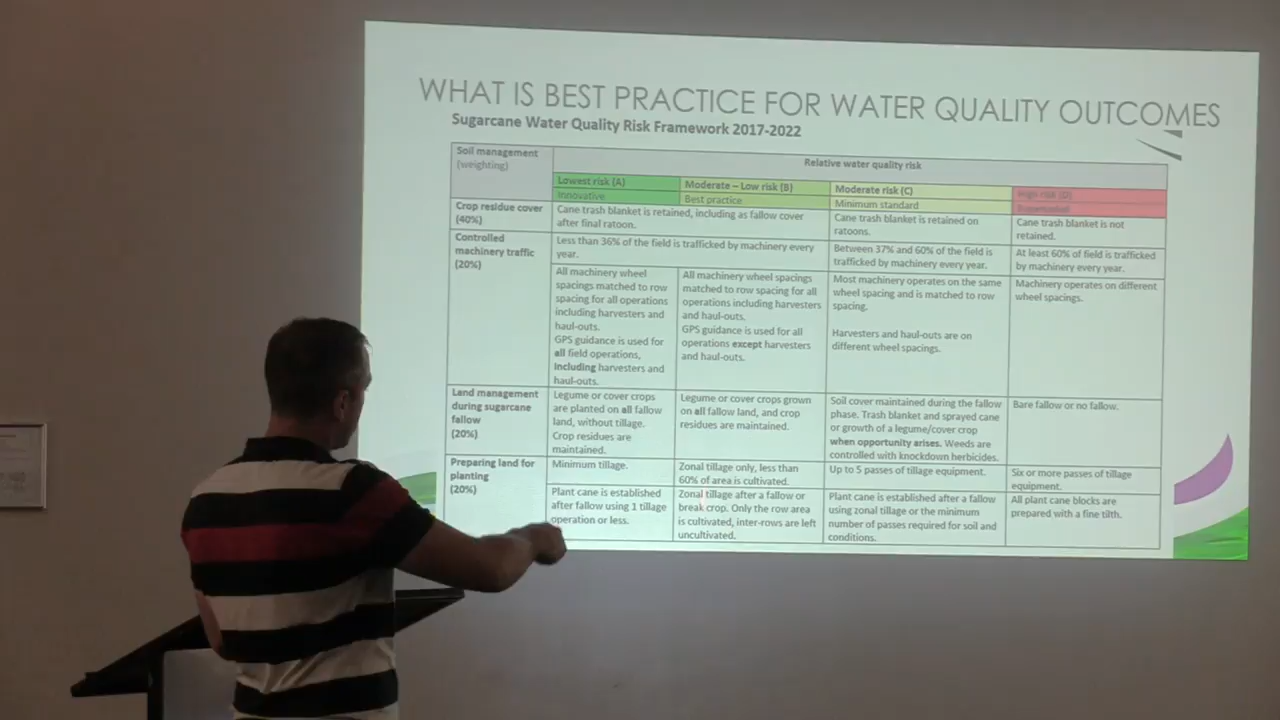 WHAT IS BEST PRACTICE FOR WATER QUALITY OUTCOMES
Sugarcane Water Quality Risk Framework 2017-2022
Soil management
(weighting)
Relative water quality risk
Lowest risk (A)
Moderate – Low risk (B)
Moderate risk (C)
High risk (D)
Innovative
Best practice
Minimum standard
Crop residue cover
(40%)
Cane trash blanket is retained, including as fallow cover
after final ratoon.
Cane trash blanket is retained on
ratoons.
Cane trash blanket is not
retained.
Controlled
machinery traffic
(20%)
Less than 36% of the field is trafficked by machinery every
year.
Between 37% and 60% of the field is
trafficked by machinery every year.
At least 60% of field is trafficked
by machinery every year.
All machinery wheel
spacings matched to row
spacing for all operations
including harvesters and
haul-outs.
GPS guidance is used for
all field operations,
including harvesters and
haul-outs.
All machinery wheel spacings
matched to row spacing for all
operations including harvesters
and haul-outs.
GPS guidance is used for all
operations except harvesters
and haul-outs.
Most machinery operates on the same
wheel spacing and is matched to row
spacing.
Harvesters and haul-outs are on
different wheel spacings.
Machinery operates on different
wheel spacings.
Land management
during sugarcane
fallow
(20%)
Legume or cover crops
are planted on all fallow
land, without tillage.
Crop residues are
maintained.
Legume or cover crops grown
on all fallow land, and crop
residues are maintained.
Soil cover maintained during the fallow
phase. Trash blanket and sprayed cane
or growth of a legume/cover crop
when opportunity arises. Weeds are
controlled with knockdown herbicides.
Bare fallow or no fallow.
Preparing land for
planting
(20%)
Minimum tillage.
Zonal tillage only, less than
60% of area is cultivated.
Up to 5 passes of tillage equipment.
Six or more passes of tillage
equipment.
Plant cane is established
after fallow using 1 tillage
operation or less.
Zonal tillage after a fallow or
break crop. Only the row area
is cultivated, inter-rows are left
uncultivated.
Plant cane is established after a fallow
using zonal tillage or the minimum
number of passes required for soil and
conditions.
All plant cane blocks are
prepared with a fine tilth.